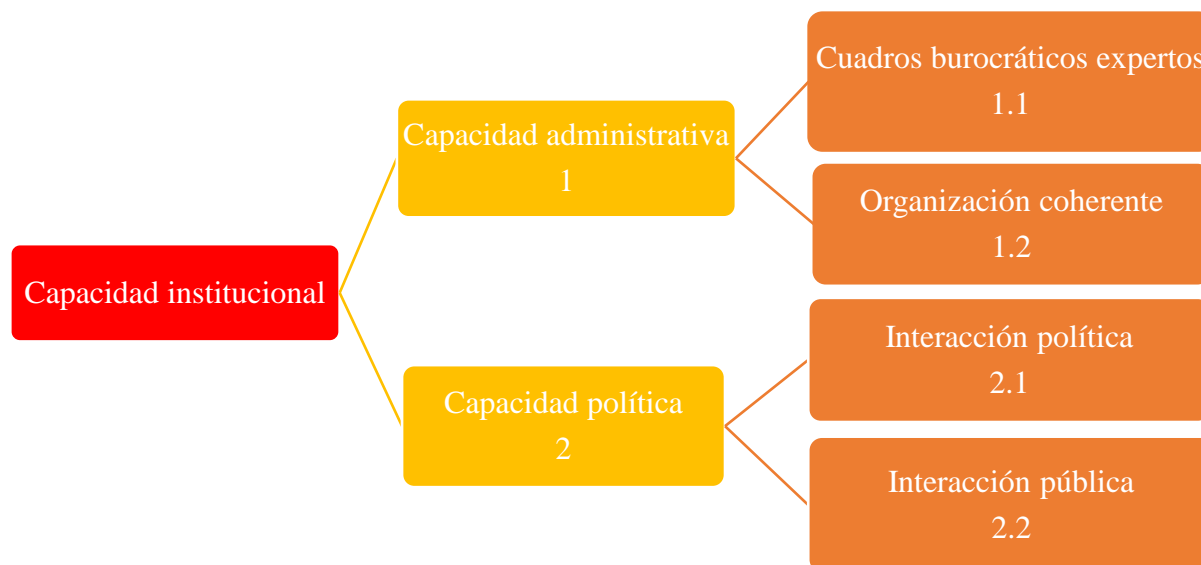 Capacidad institucional
Capacidad administrativa
1
Cuadros burocráticos expertos
1.1
Organización coherente
1.2
Capacidad política
2
Interacción política
2.1
Interacción pública
2.2